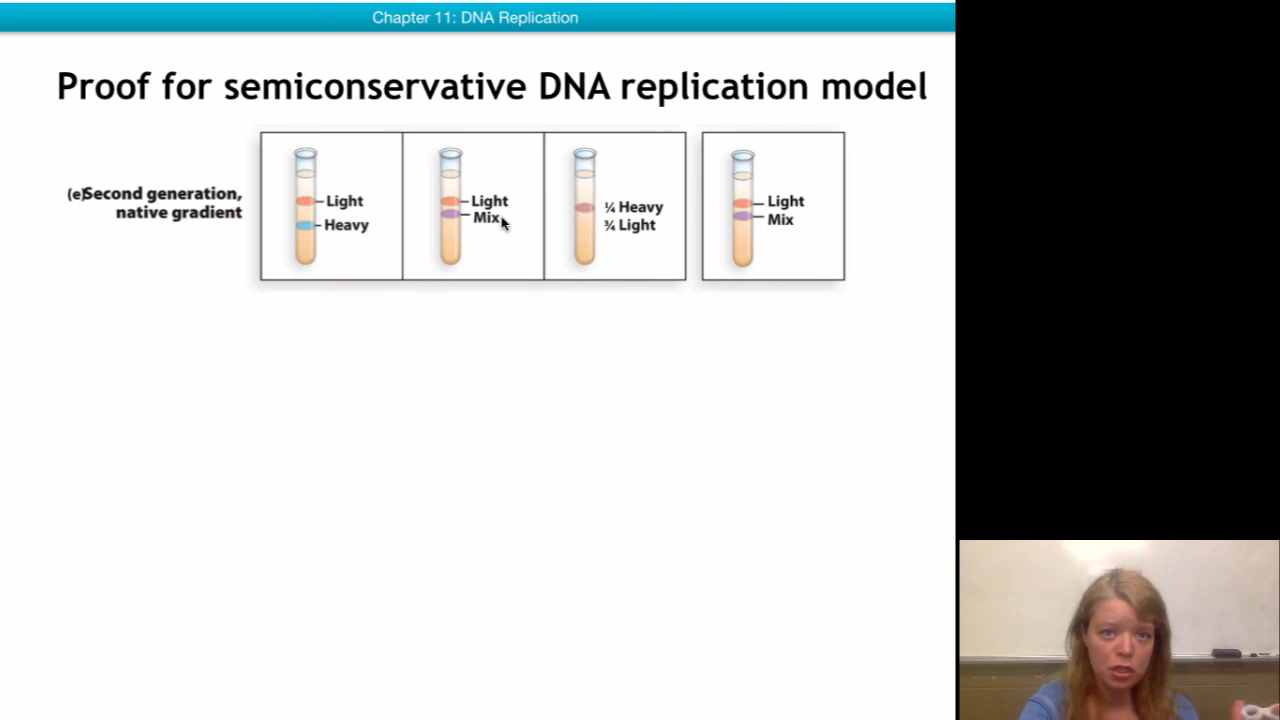 Chapter 11: DNA Replication
Proof for semiconservative DNA replication model
(e)Second generation,
native gradient
Light
Heavy
Light
Mix
¼ Heavy
¾ Light
Light
Mix